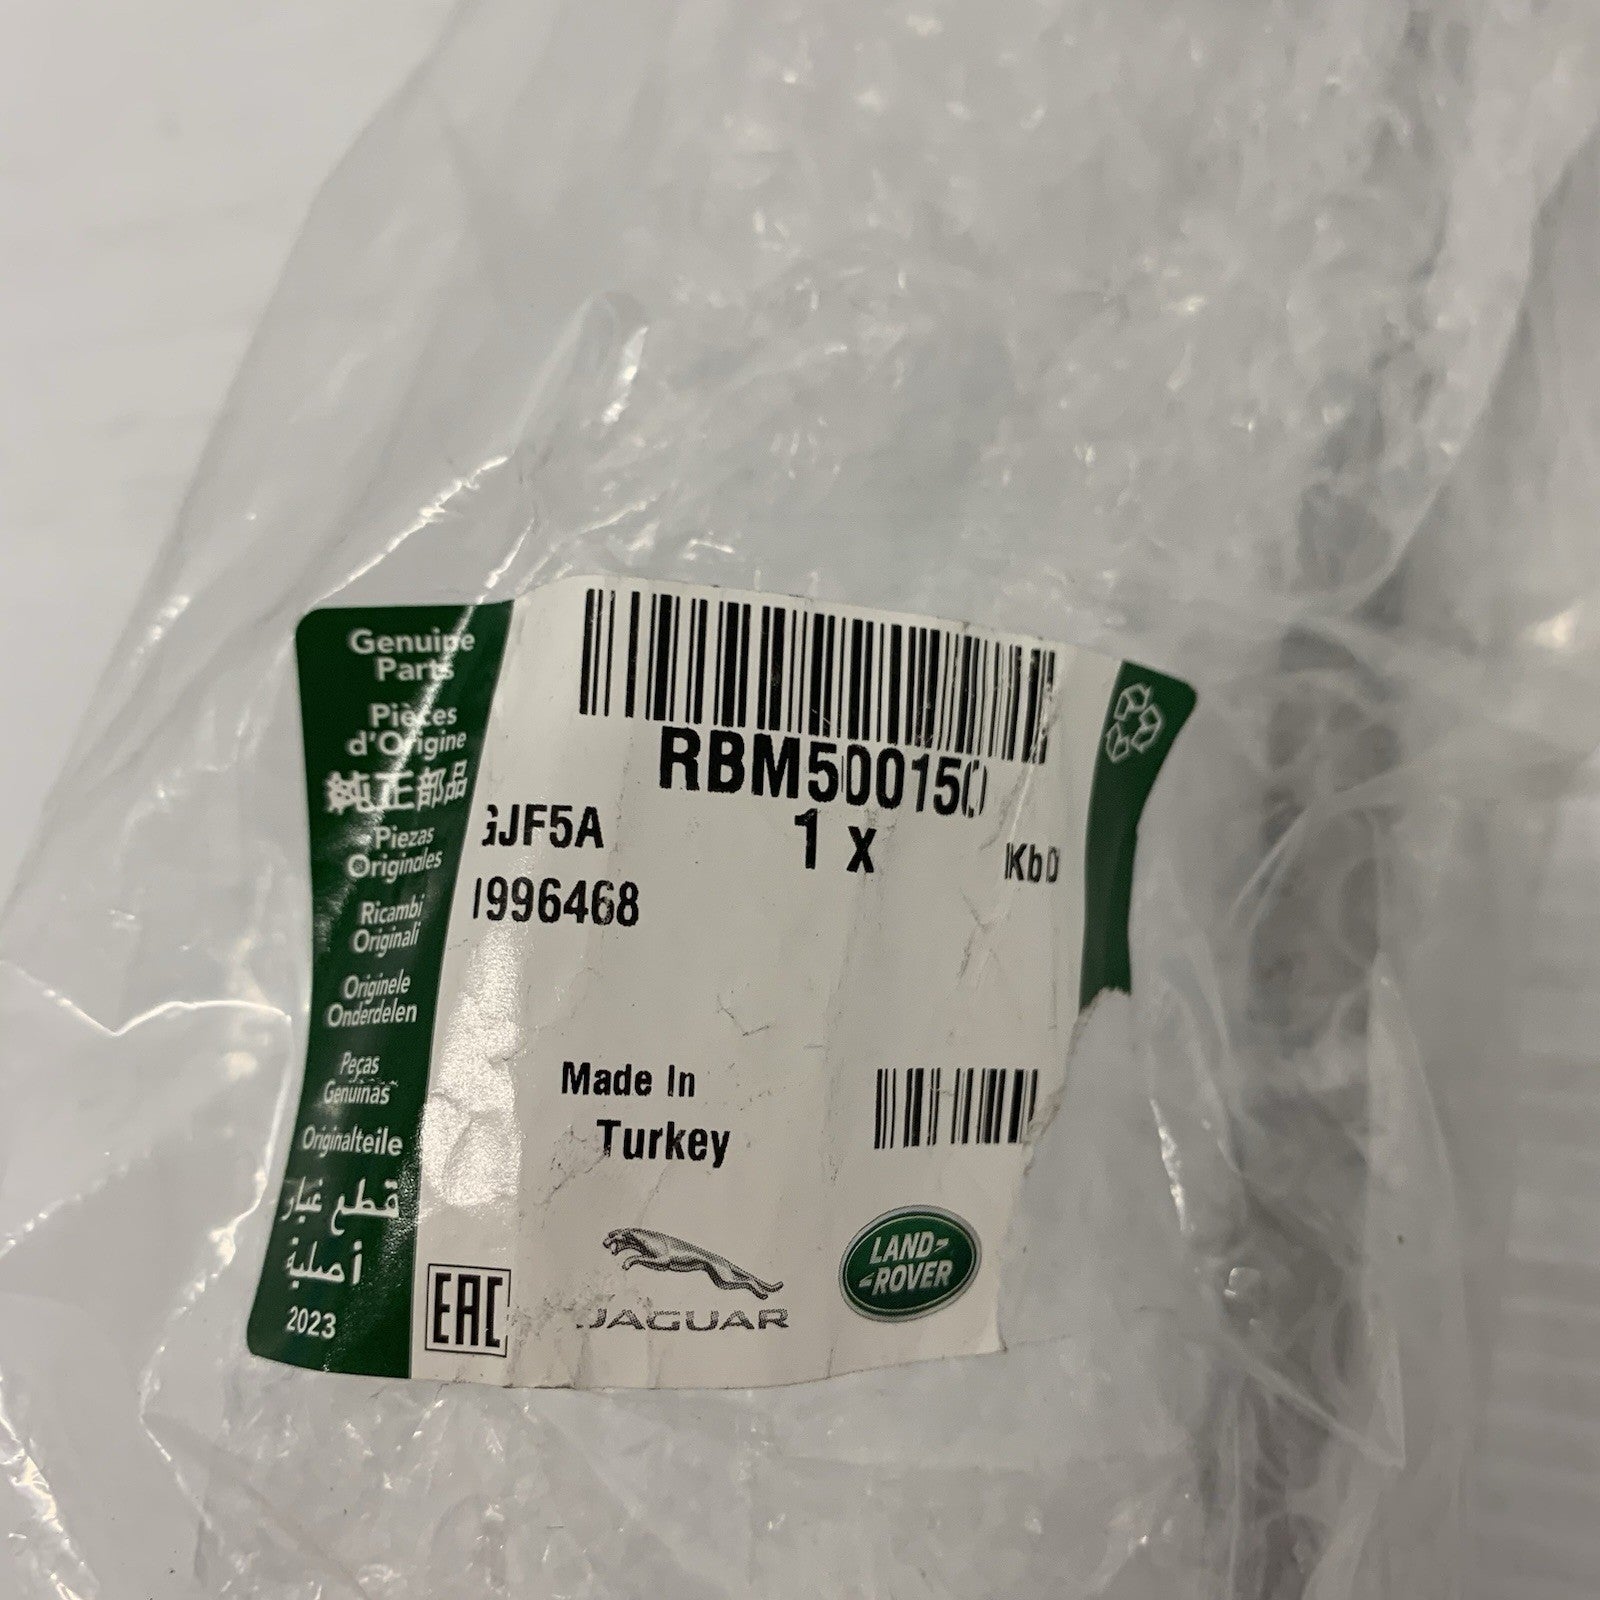 Genuine
Parts
Pièces
d'Origine
純正部品
Piezas
Originales
Ricambi
Originali
Originele
Onderdelen
Peças
Genuínas
Originalteile
قطع غيار
أصلية
2023
RBM500150
GJF5A
1 x
KbD
1996468
Made In
Turkey
EAC
JAGUAR
LAND-
-ROVER